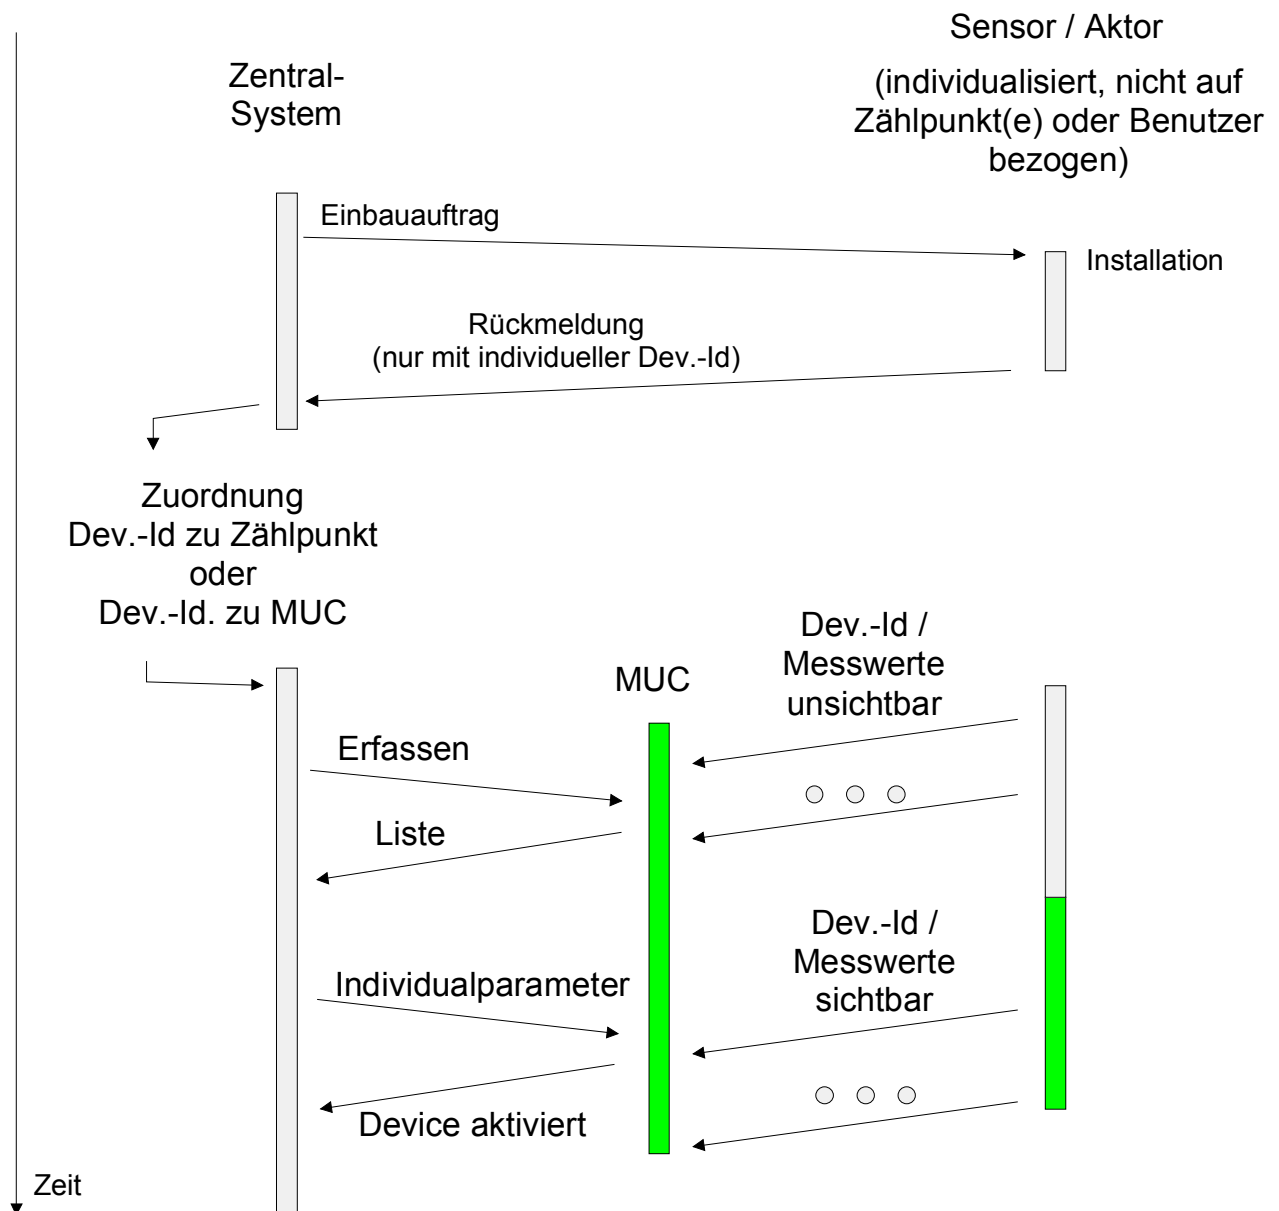 Sensor / Aktor
(individualisiert, nicht auf
Zählpunkt(e) oder Benutzer
bezogen)
Zentral-
System
Einbauauftrag
Installation
Rückmeldung
(nur mit individueller Dev.-Id)
Zuordnung
Dev.-Id zu Zählpunkt
oder
Dev.-Id. zu MUC
MUC
Dev.-Id /
Messwerte
unsichtbar
Erfassen
Liste
Dev.-Id /
Messwerte
sichtbar
Individualparameter
Device aktiviert
Zeit